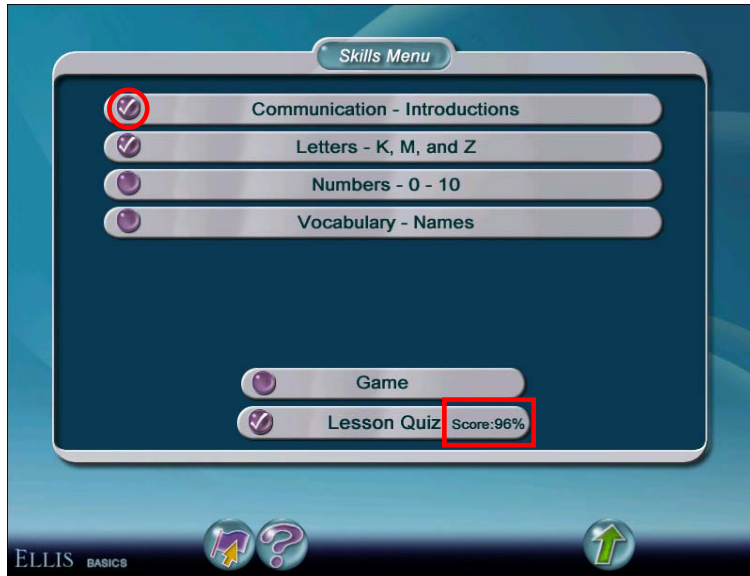 Skills Menu
Communication - Introductions
Letters - K, M, and Z
Numbers - 0 - 10
Vocabulary - Names
Game
Lesson Quiz Score:96%
ELLIS BASICS